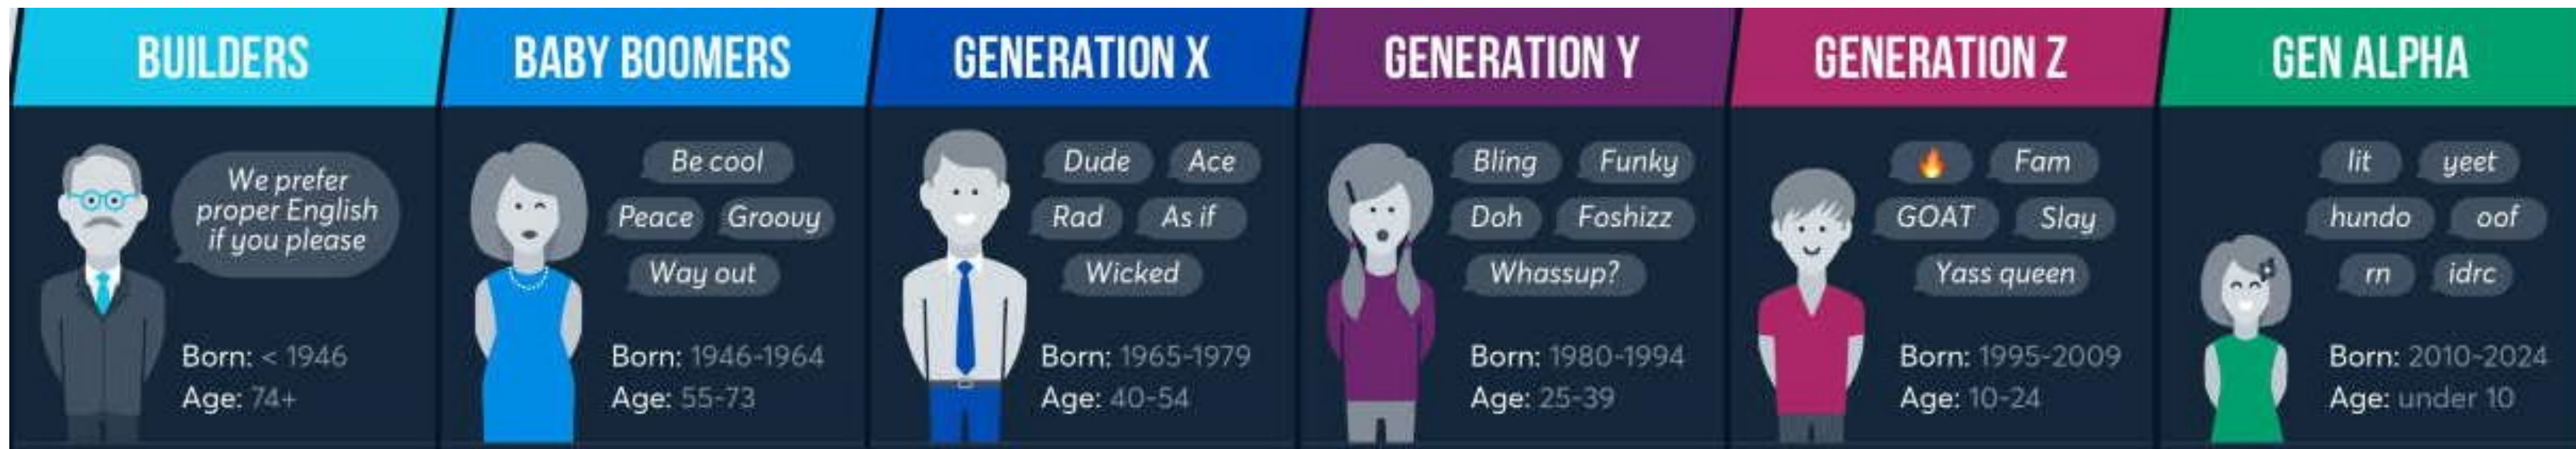 BUILDERS
We prefer
proper English
if you please
Born: < 1946
Age: 74+
BABY BOOMERS
Be cool
Peace Groovy
Way out
Born: 1946-1964
Age: 55-73
GENERATION X
Dude Ace
Rad As if
Wicked
Born: 1965-1979
Age: 40-54
GENERATION Y
Bling Funky
Doh Foshizz
Whassup?
Born: 1980-1994
Age: 25-39
GENERATION Z
🔥 Fam
GOAT Slay
Yass queen
Born: 1995-2009
Age: 10-24
GEN ALPHA
lit yeet
hundo oof
rn idrc
Born: 2010-2024
Age: under 10